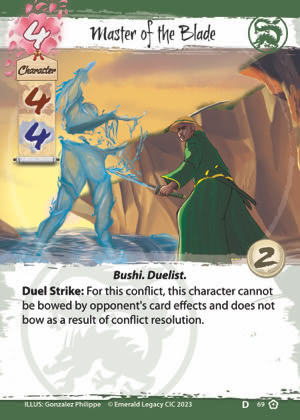 4
Master of the Blade
Character
4
4
2
Bushi. Duelist.
Duel Strike: For this conflict, this character cannot
be bowed by opponent's card effects and does not
bow as a result of conflict resolution.
ILLUS: Gonzalez Philippe © Emerald Legacy CIC 2023 D 69